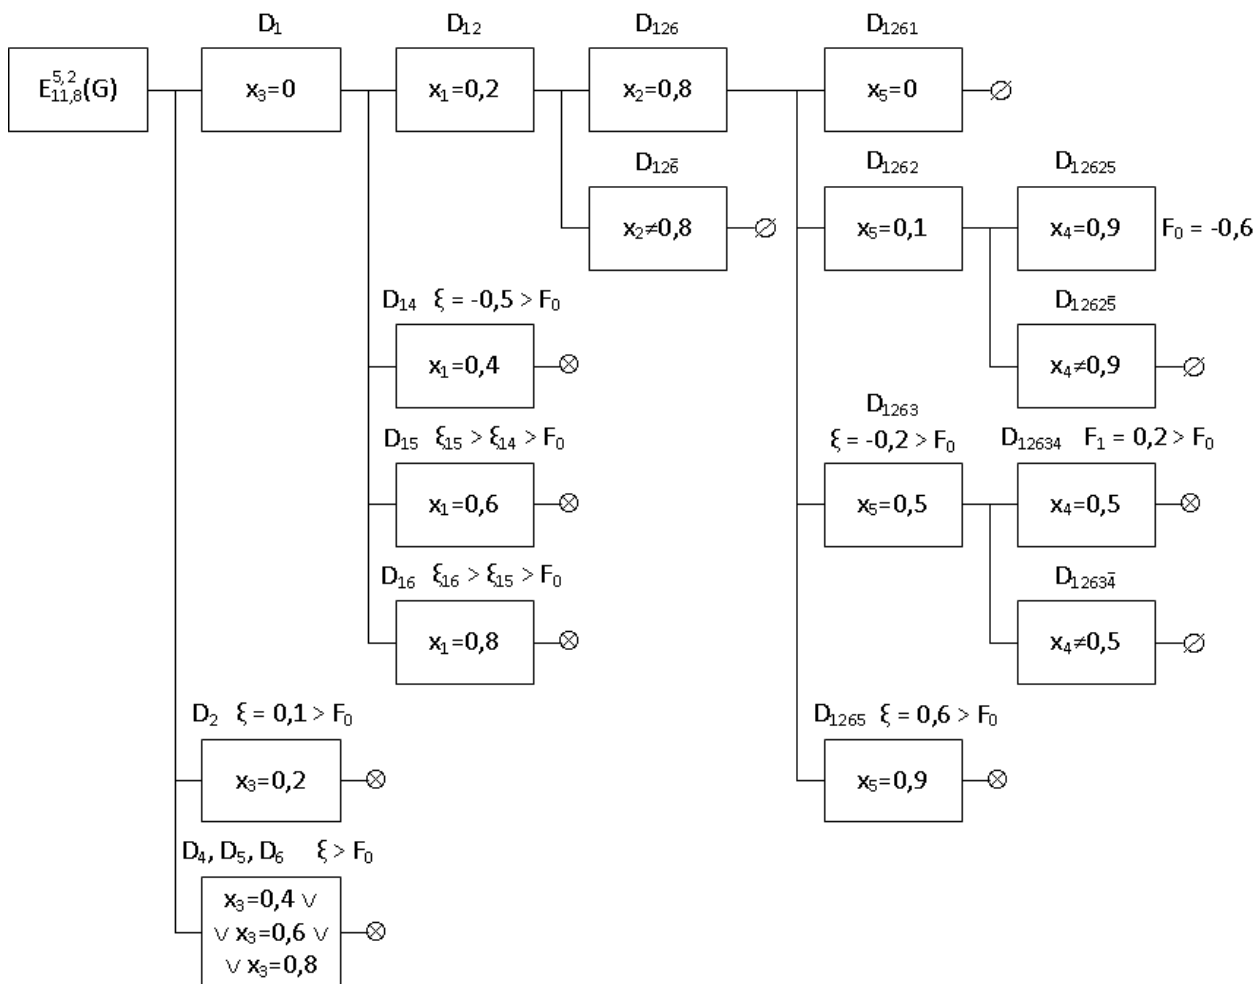 D₁ D₁₂ D₁₂₆ D₁₂₆₁
E₁₁,₈⁵,²(G) x₃=0 x₁=0,2 x₂=0,8 x₅=0 ∅
D₁₂₆̄ D₁₂₆₂ D₁₂₆₂₅
x₂≠0,8 ∅ x₅=0,1 x₄=0,9 F₀ = -0,6
D₁₄ ξ = -0,5 > F₀ D₁₂₆₂₅̄
x₁=0,4 ⊗ x₄≠0,9 ∅
D₁₂₆₃
D₁₅ ξ₁₅ > ξ₁₄ > F₀ ξ = -0,2 > F₀ D₁₂₆₃₄ F₁ = 0,2 > F₀
x₁=0,6 ⊗ x₅=0,5 x₄=0,5 ⊗
D₁₆ ξ₁₆ > ξ₁₅ > F₀ D₁₂₆₃₄̄
x₁=0,8 ⊗ x₄≠0,5 ∅
D₂ ξ = 0,1 > F₀ D₁₂₆₅ ξ = 0,6 > F₀
x₃=0,2 ⊗ x₅=0,9 ⊗
D₄, D₅, D₆ ξ > F₀
x₃=0,4 ∨
∨ x₃=0,6 ∨ ⊗
∨ x₃=0,8